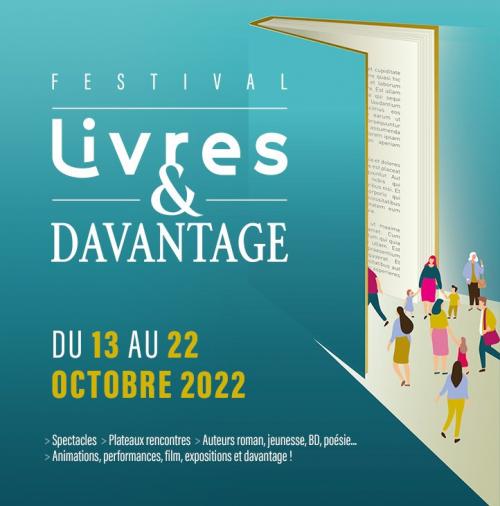 FESTIVAL
Livres
&
DAVANTAGE
DU 13 AU 22
OCTOBRE 2022
> Spectacles > Plateaux rencontres > Auteurs roman, jeunesse, BD, poésie...
> Animations, performances, film, expositions et davantage !